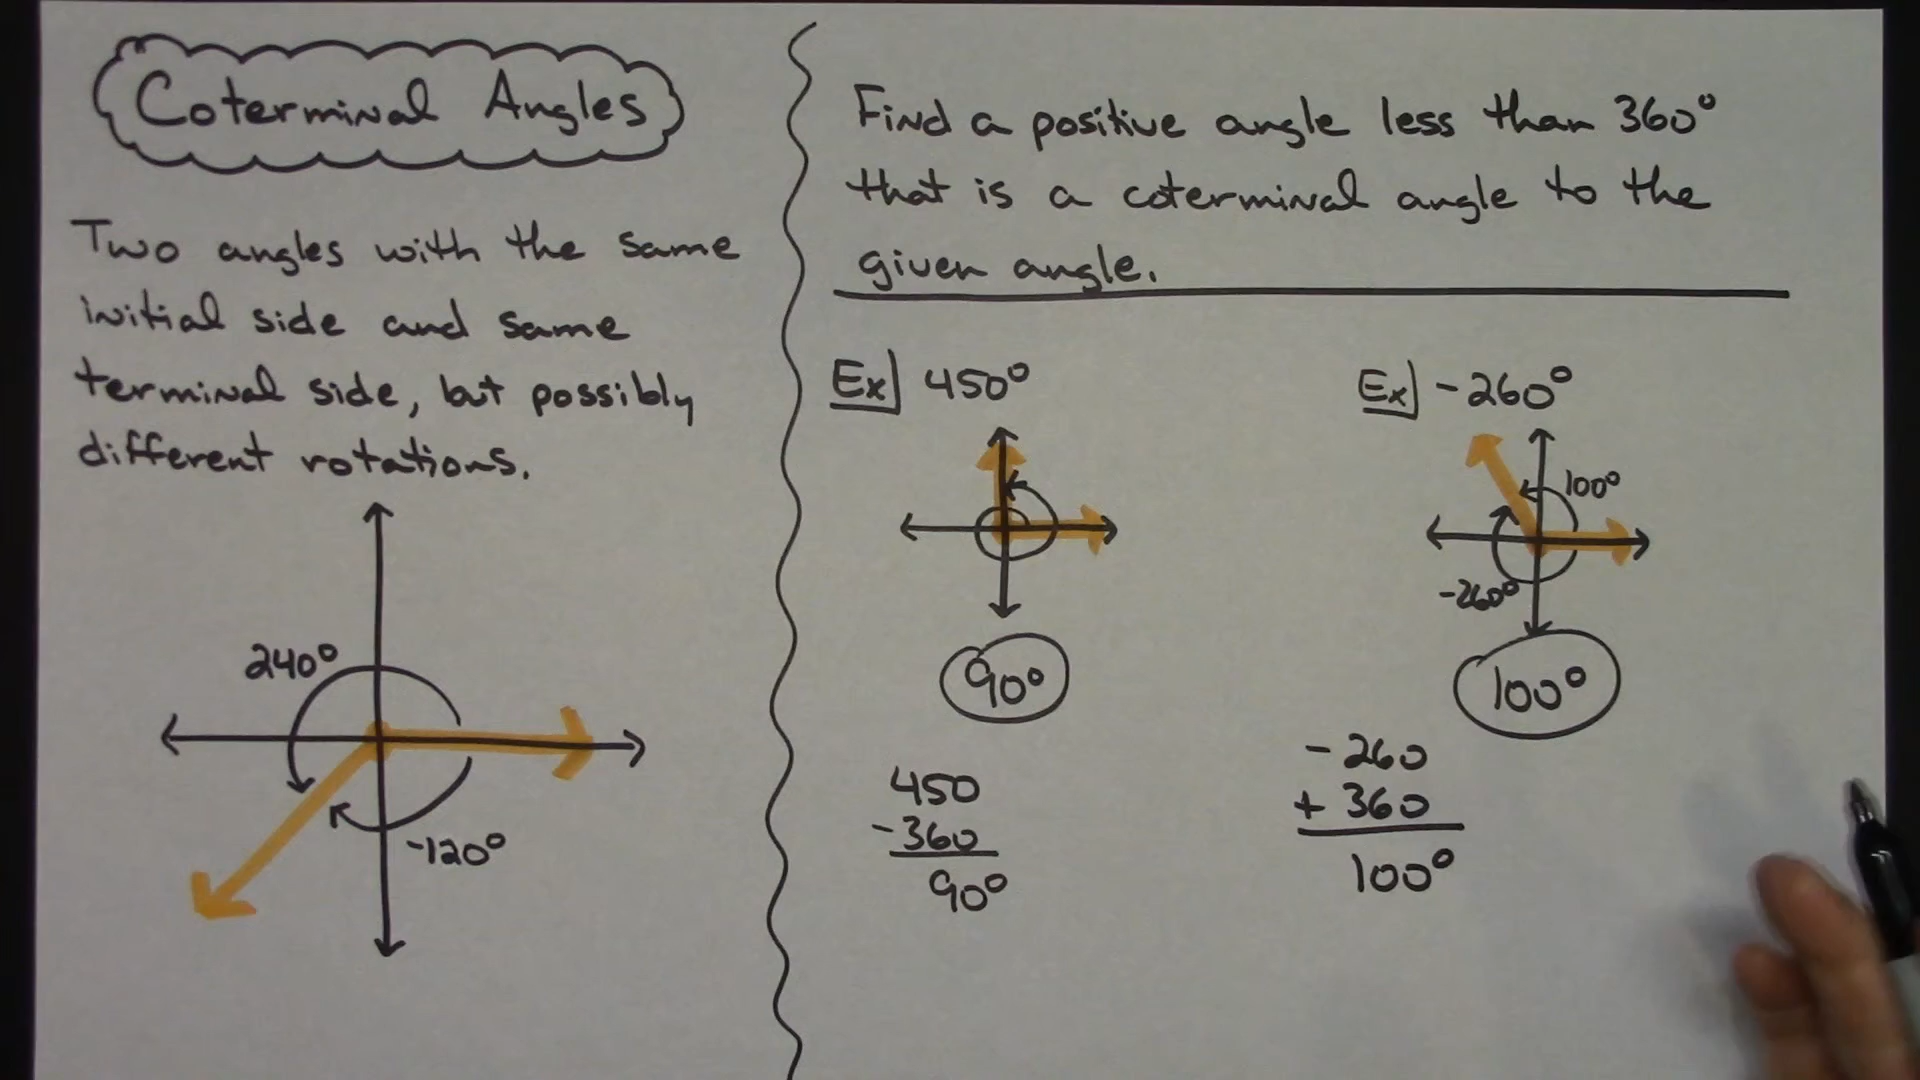 Coterminal Angles
Two angles with the same
initial side and same
terminal side, but possibly
different rotations.
240°
-120°
Find a positive angle less than 360°
that is a coterminal angle to the
given angle.
Ex] 450°
90°
450
-360
90°
Ex] -260°
100°
-260°
100°
-260
+ 360
100°